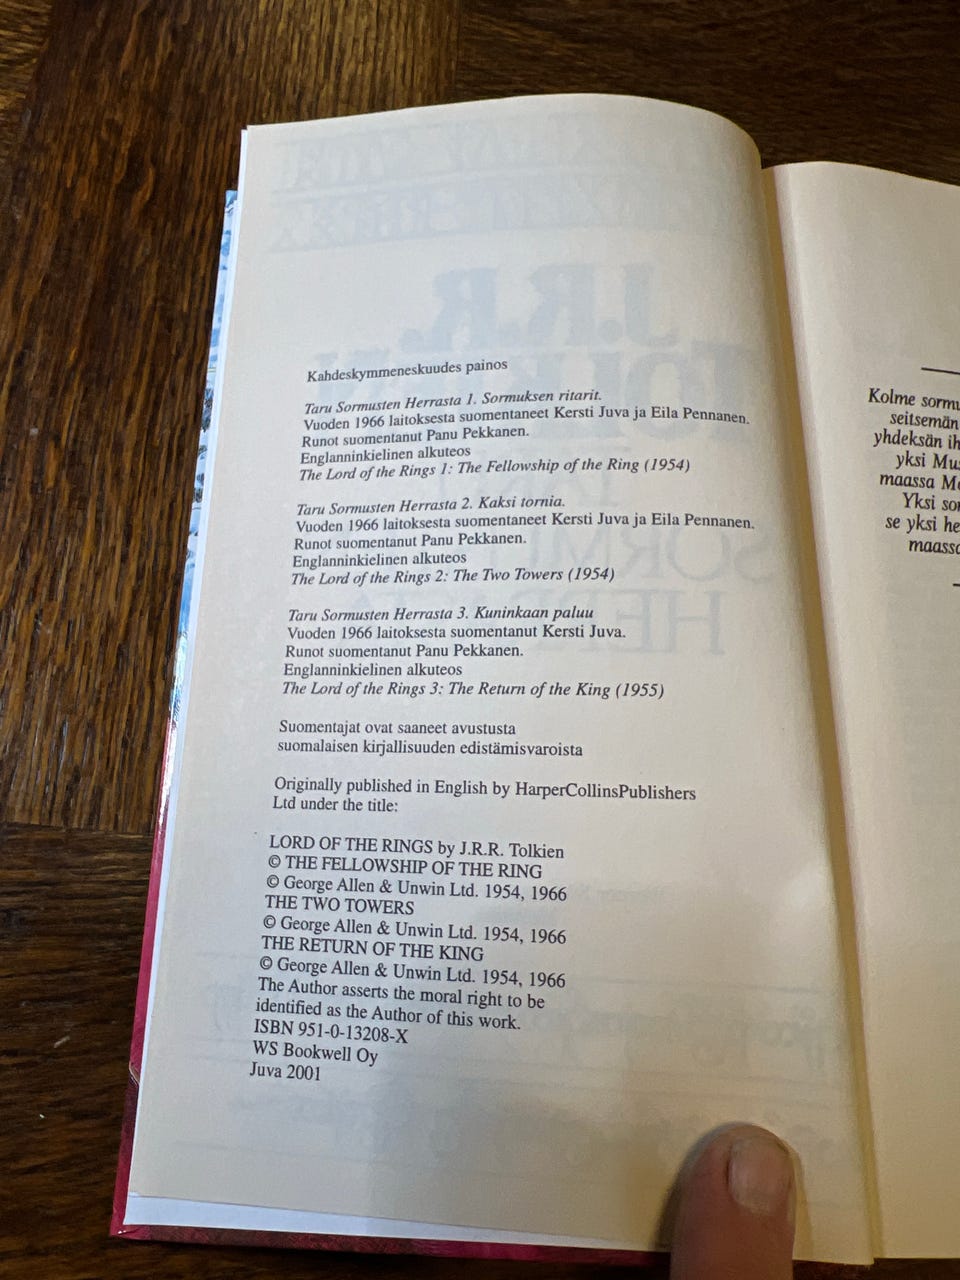 Kahdeskymmeneskuudes painos
Taru Sormusten Herrasta 1. Sormuksen ritarit.
Vuoden 1966 laitoksesta suomentaneet Kersti Juva ja Eila Pennanen.
Runot suomentanut Panu Pekkanen.
Englanninkielinen alkuteos
The Lord of the Rings 1: The Fellowship of the Ring (1954)
Taru Sormusten Herrasta 2. Kaksi tornia.
Vuoden 1966 laitoksesta suomentaneet Kersti Juva ja Eila Pennanen.
Runot suomentanut Panu Pekkanen.
Englanninkielinen alkuteos
The Lord of the Rings 2: The Two Towers (1954)
Taru Sormusten Herrasta 3. Kuninkaan paluu
Vuoden 1966 laitoksesta suomentanut Kersti Juva.
Runot suomentanut Panu Pekkanen.
Englanninkielinen alkuteos
The Lord of the Rings 3: The Return of the King (1955)
Suomentajat ovat saaneet avustusta
suomalaisen kirjallisuuden edistämisvaroista
Originally published in English by HarperCollinsPublishers
Ltd under the title:
LORD OF THE RINGS by J.R.R. Tolkien
© THE FELLOWSHIP OF THE RING
© George Allen & Unwin Ltd. 1954, 1966
THE TWO TOWERS
© George Allen & Unwin Ltd. 1954, 1966
THE RETURN OF THE KING
© George Allen & Unwin Ltd. 1954, 1966
The Author asserts the moral right to be
identified as the Author of this work.
ISBN 951-0-13208-X
WS Bookwell Oy
Juva 2001
Kolme
seitsemän
yhdeksän
yksi
maassa
Yksi
se yksi